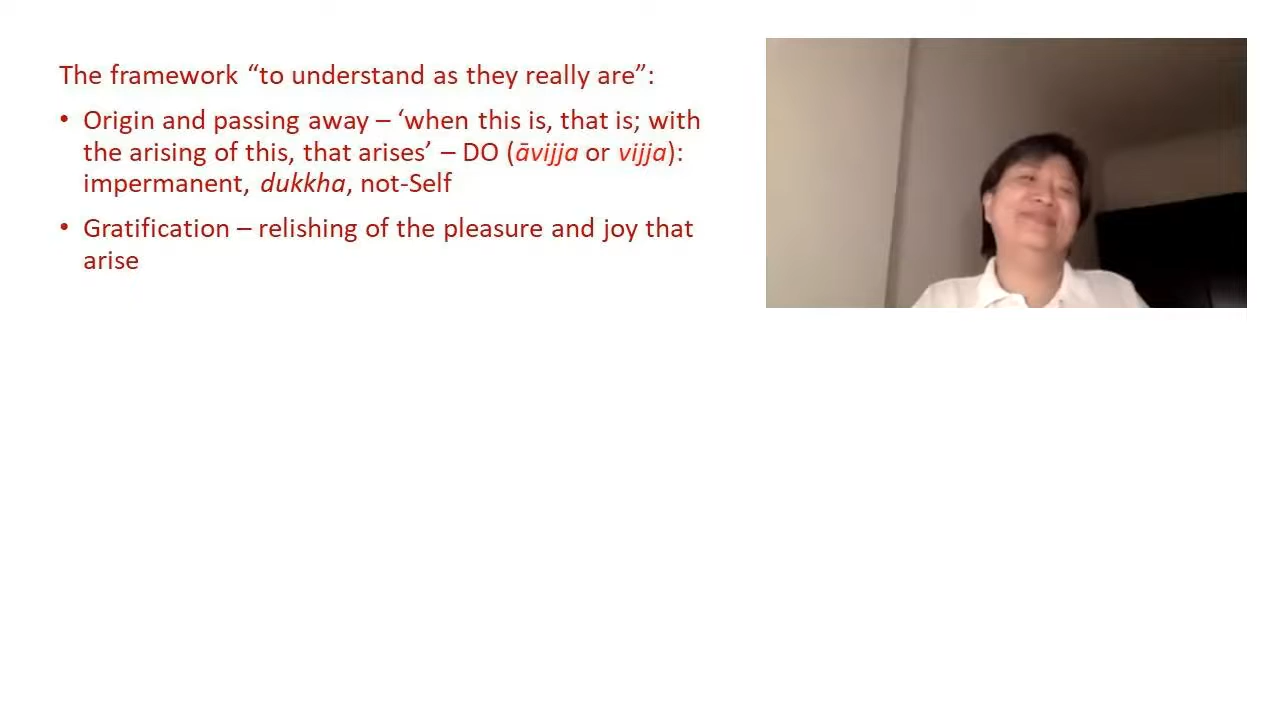 The framework “to understand as they really are”:
• Origin and passing away – ‘when this is, that is; with
the arising of this, that arises’ – DO (āvijja or vijja):
impermanent, dukkha, not-Self
• Gratification – relishing of the pleasure and joy that
arise